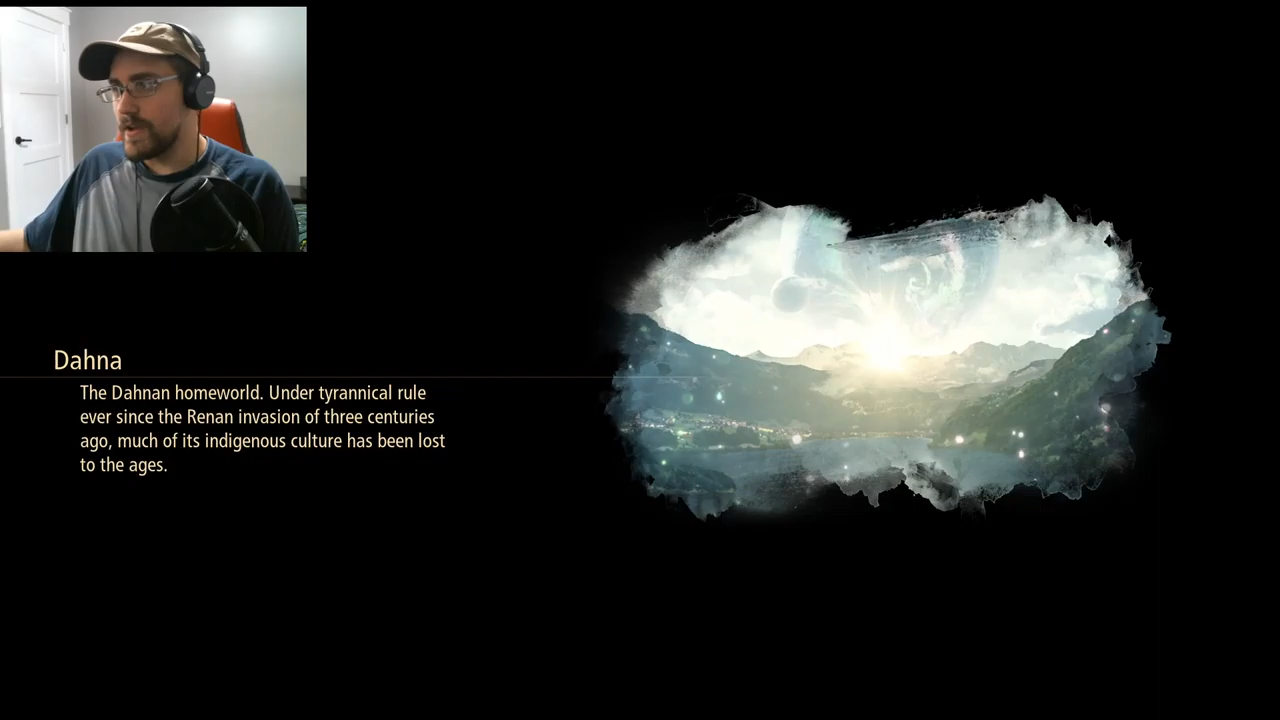 Dahna
The Dahnan homeworld. Under tyrannical rule
ever since the Renan invasion of three centuries
ago, much of its indigenous culture has been lost
to the ages.